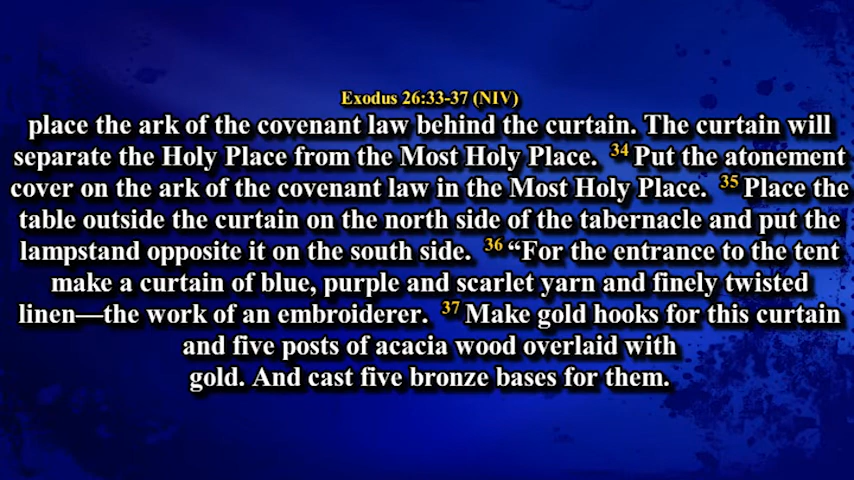 Exodus 26:33-37 (NIV)
place the ark of the covenant law behind the curtain. The curtain will
separate the Holy Place from the Most Holy Place. 34 Put the atonement
cover on the ark of the covenant law in the Most Holy Place. 35 Place the
table outside the curtain on the north side of the tabernacle and put the
lampstand opposite it on the south side. 36 “For the entrance to the tent
make a curtain of blue, purple and scarlet yarn and finely twisted
linen—the work of an embroiderer. 37 Make gold hooks for this curtain
and five posts of acacia wood overlaid with
gold. And cast five bronze bases for them.